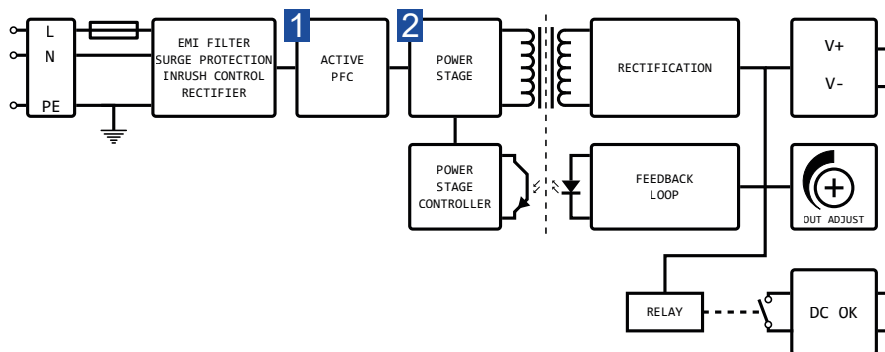 L
N
PE
EMI FILTER
SURGE PROTECTION
INRUSH CONTROL
RECTIFIER
1
ACTIVE
PFC
2
POWER
STAGE
RECTIFICATION
V+
V-
POWER
STAGE
CONTROLLER
FEEDBACK
LOOP
OUT ADJUST
RELAY
DC OK